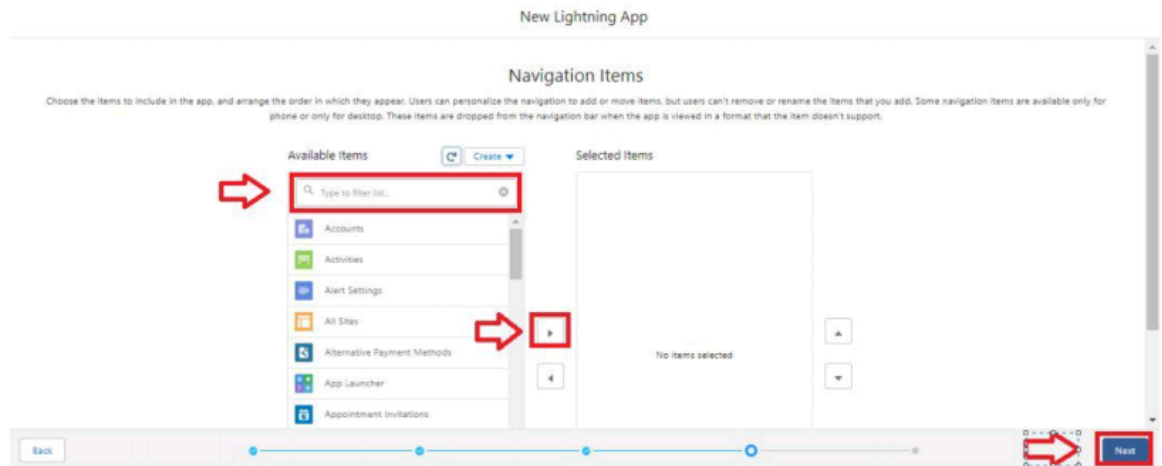 New Lightning App
Navigation Items
Choose the items to include in the app, and arrange the order in which they appear. Users can personalize the navigation to add or move items, but users can't remove or rename the items that you add. Some navigation items are available only for
phone or only for desktop. These items are dropped from the navigation bar when the app is viewed in a format that the item doesn't support.
Available Items
Create
Selected Items
Type to filter list...
Accounts
Activities
Alert Settings
All Sites
Alternative Payment Methods
No items selected
App Launcher
Appointment Invitations
Back
Next